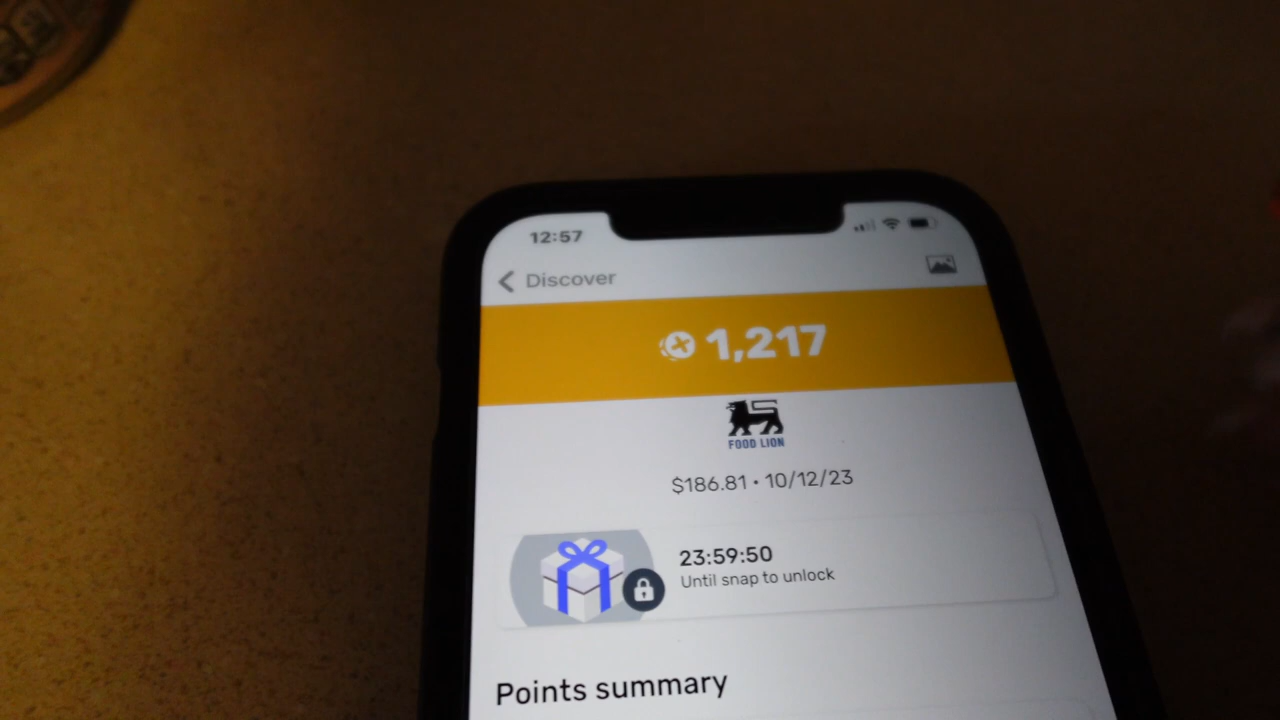 12:57
Discover
1,217
FOOD LION
$186.81 • 10/12/23
23:59:50
Until snap to unlock
Points summary